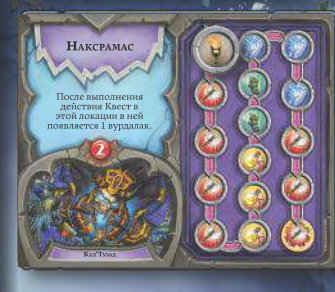 Наксрамас
После выполнения
действия Квест в
этой локации в ней
появляется 1 вурдалак.
2
Кел'Тузад